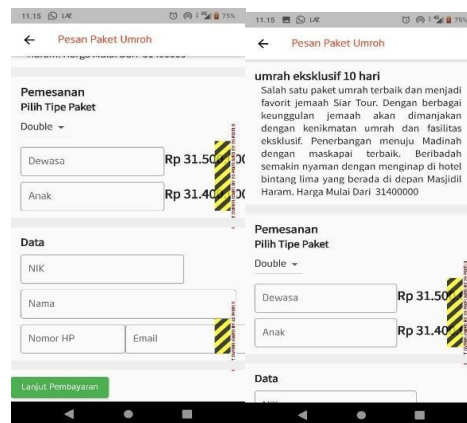 11.15 LAE 75%
Pesan Paket Umroh
Pemesanan
Pilih Tipe Paket
Double
Dewasa Rp 31.50
Anak Rp 31.40
Data
NIK
Nama
Nomor HP Email
Lanjut Pembayaran
11.15 LAE 75%
Pesan Paket Umroh
umrah eksklusif 10 hari
Salah satu paket umrah terbaik dan menjadi
favorit jemaah Siar Tour. Dengan berbagai
keunggulan jemaah akan dimanjakan
dengan kenikmatan umrah dan fasilitas
eksklusif. Penerbangan menuju Madinah
dengan maskapai terbaik. Beribadah
semakin nyaman dengan menginap di hotel
bintang lima yang berada di depan Masjidil
Haram. Harga Mulai Dari 31400000
Pemesanan
Pilih Tipe Paket
Double
Dewasa Rp 31.50
Anak Rp 31.40
Data